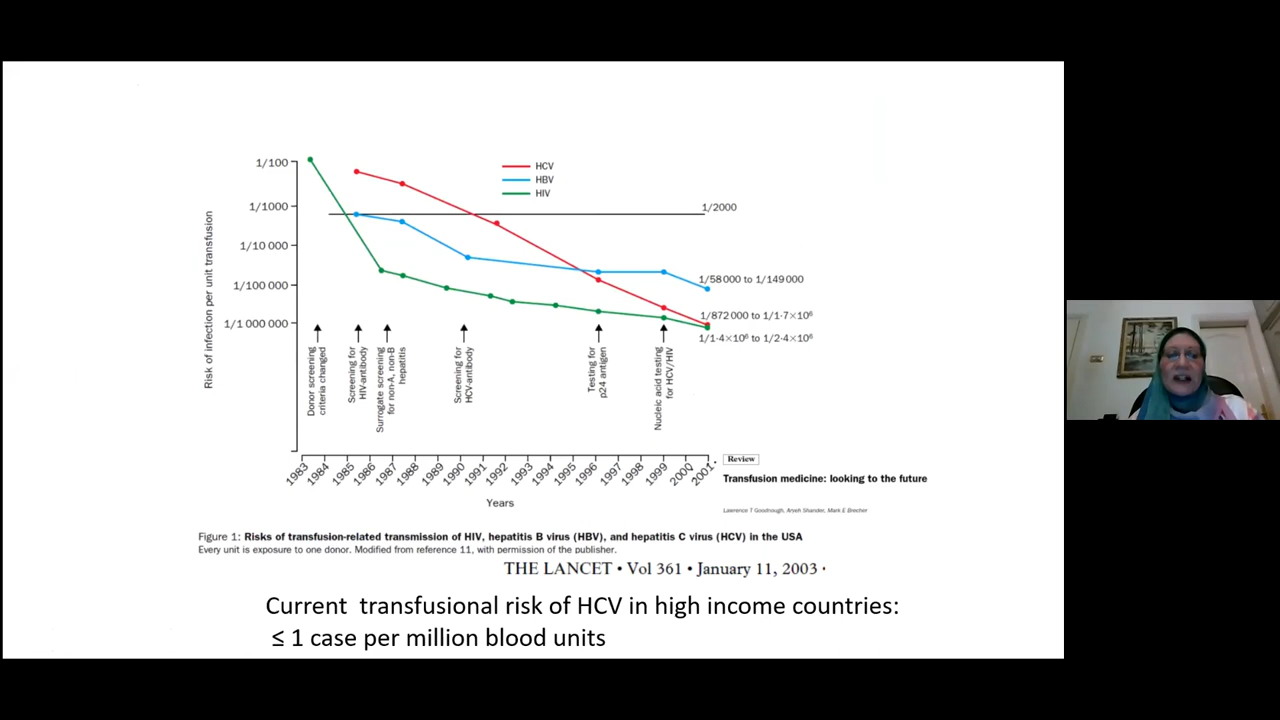 HCV
HBV
HIV
1/100
1/1000
1/10 000
1/100 000
1/1 000 000
Risk of infection per unit transfusion
1/2000
1/58 000 to 1/149 000
1/872 000 to 1/1·7×10⁶
1/1·4×10⁶ to 1/2·4×10⁶
Donor screening
criteria changed
Screening for
HIV-antibody
Surrogate screening
for non-A, non-B
hepatitis
Screening for
HCV-antibody
Testing for
p24 antigen
Nucleic acid testing
for HCV/HIV
1983 1984 1985 1986 1987 1988 1989 1990 1991 1992 1993 1994 1995 1996 1997 1998 1999 2000 2001
Years
Review
Transfusion medicine: looking to the future
Lawrence T Goodnough, Aryeh Shander, Mark E Brecher
Figure 1: Risks of transfusion-related transmission of HIV, hepatitis B virus (HBV), and hepatitis C virus (HCV) in the USA
Every unit is exposure to one donor. Modified from reference 11, with permission of the publisher.
THE LANCET • Vol 361 • January 11, 2003 ·
Current transfusional risk of HCV in high income countries:
≤ 1 case per million blood units